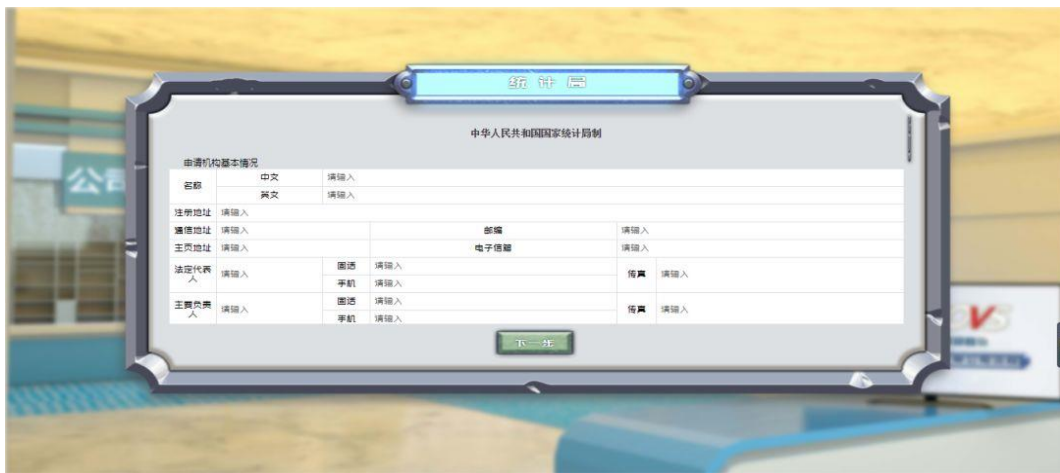 统计局
中华人民共和国国家统计局制
申请机构基本情况
名称 中文 请输入
英文 请输入
注册地址 请输入
通信地址 请输入 邮编 请输入
主页地址 请输入 电子信箱 请输入
法定代表人 请输入 固话 请输入 传真 请输入
手机 请输入
主要负责人 请输入 固话 请输入 传真 请输入
手机 请输入
下一步
公司